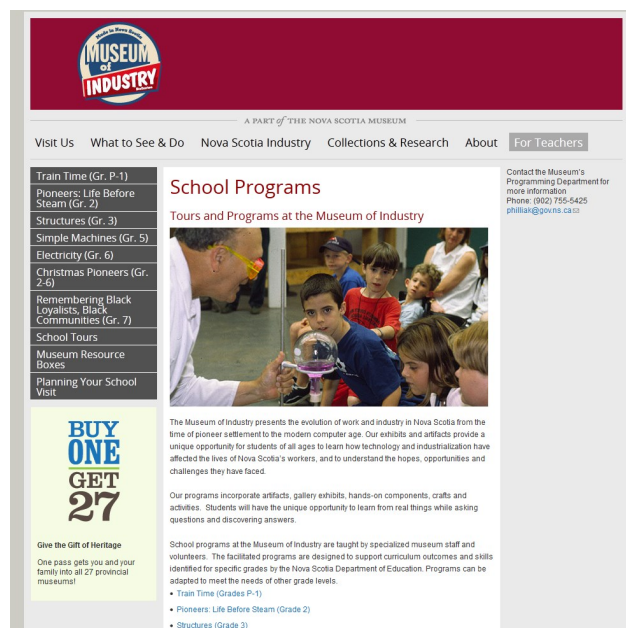 Made in Nova Scotia
MUSEUM
of
INDUSTRY
A PART of THE NOVA SCOTIA MUSEUM
Visit Us What to See & Do Nova Scotia Industry Collections & Research About For Teachers
Train Time (Gr. P-1)
Pioneers: Life Before
Steam (Gr. 2)
Structures (Gr. 3)
Simple Machines (Gr. 5)
Electricity (Gr. 6)
Christmas Pioneers (Gr.
2-6)
Remembering Black
Loyalists, Black
Communities (Gr. 7)
School Tours
Museum Resource
Boxes
Planning Your School
Visit
BUY
ONE
GET
27
Give the Gift of Heritage
One pass gets you and your
family into all 27 provincial
museums!
School Programs
Tours and Programs at the Museum of Industry
The Museum of Industry presents the evolution of work and industry in Nova Scotia from the
time of pioneer settlement to the modern computer age. Our exhibits and artifacts provide a
unique opportunity for students of all ages to learn how technology and industrialization have
affected the lives of Nova Scotia's workers, and to understand the hopes, opportunities and
challenges they have faced.
Our programs incorporate artifacts, gallery exhibits, hands-on components, crafts and
activities. Students will have the unique opportunity to learn from real things while asking
questions and discovering answers.
School programs at the Museum of Industry are taught by specialized museum staff and
volunteers. The facilitated programs are designed to support curriculum outcomes and skills
identified for specific grades by the Nova Scotia Department of Education. Programs can be
adapted to meet the needs of other grade levels.
• Train Time (Grades P-1)
• Pioneers: Life Before Steam (Grade 2)
• Structures (Grade 3)
Contact the Museum's
Programming Department for
more information
Phone: (902) 755-5425
philliak@gov.ns.ca